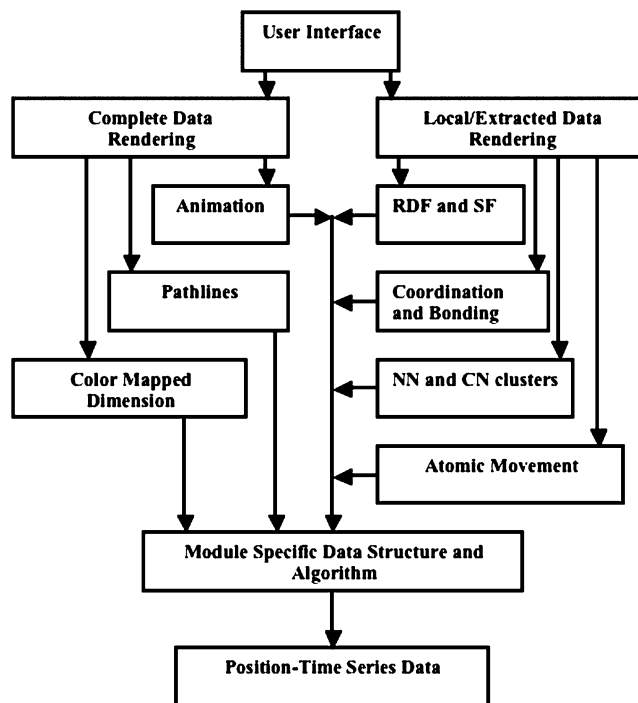 User Interface
Complete Data
Rendering
Local/Extracted Data
Rendering
Animation
RDF and SF
Pathlines
Coordination
and Bonding
Color Mapped
Dimension
NN and CN clusters
Atomic Movement
Module Specific Data Structure and
Algorithm
Position-Time Series Data